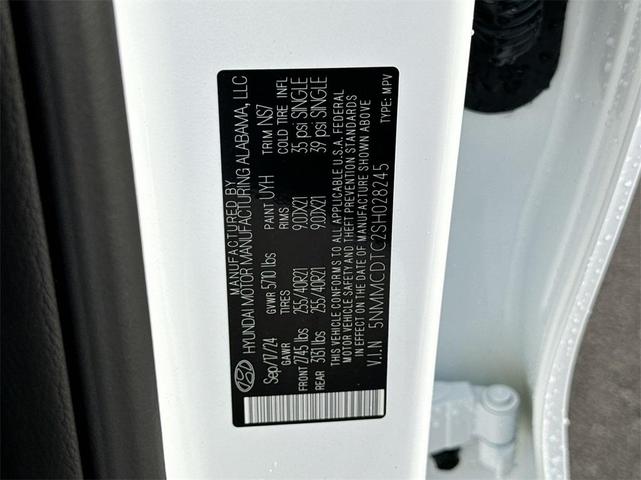 MANUFACTURED BY
HYUNDAI MOTOR MANUFACTURING ALABAMA, LLC
Sep/17/24 PAINT UYH TRIM NS7
GVWR 5710 lbs
GAWR TIRES RIMS COLD TIRE INFL
FRONT 2745 lbs 255/40R21 9.0JX21 35 psi SINGLE
REAR 3131 lbs 255/40R21 9.0JX21 39 psi SINGLE
THIS VEHICLE CONFORMS TO ALL APPLICABLE U.S.A. FEDERAL
MOTOR VEHICLE SAFETY AND THEFT PREVENTION STANDARDS
IN EFFECT ON THE DATE OF MANUFACTURE SHOWN ABOVE
V.I.N 5NMMCDTC2SH028245 TYPE: MPV